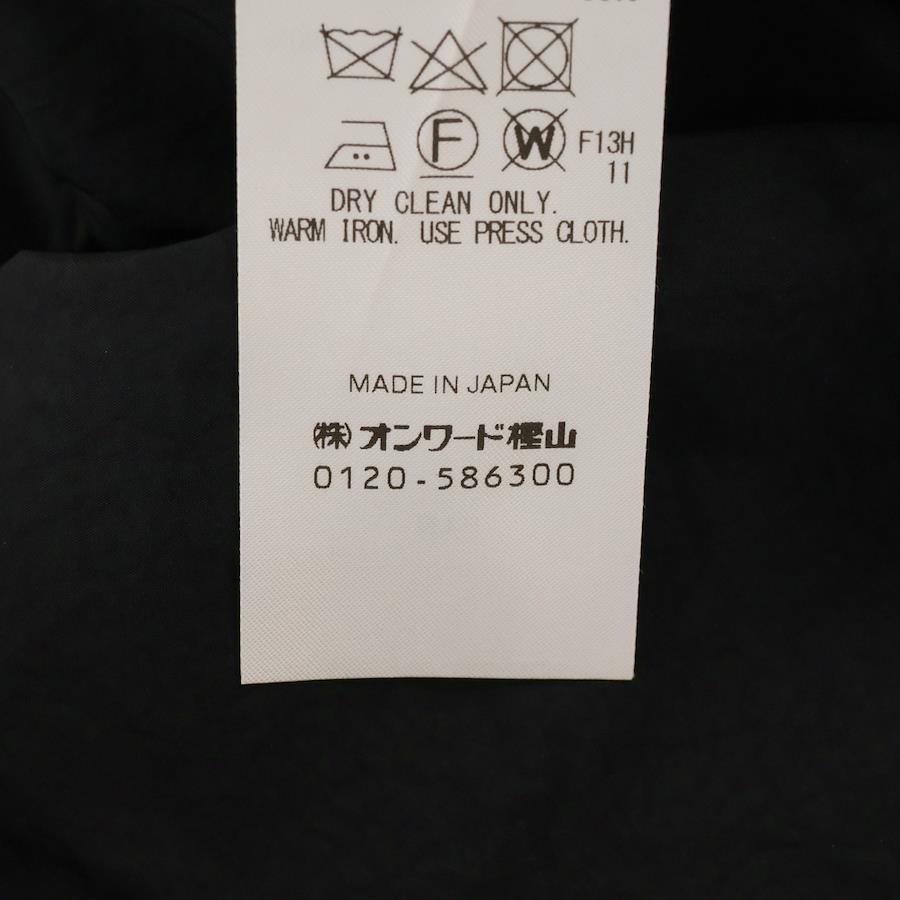 F
W
F13H
11
DRY CLEAN ONLY.
WARM IRON. USE PRESS CLOTH.
MADE IN JAPAN
㈱オンワード樫山
0120-586300